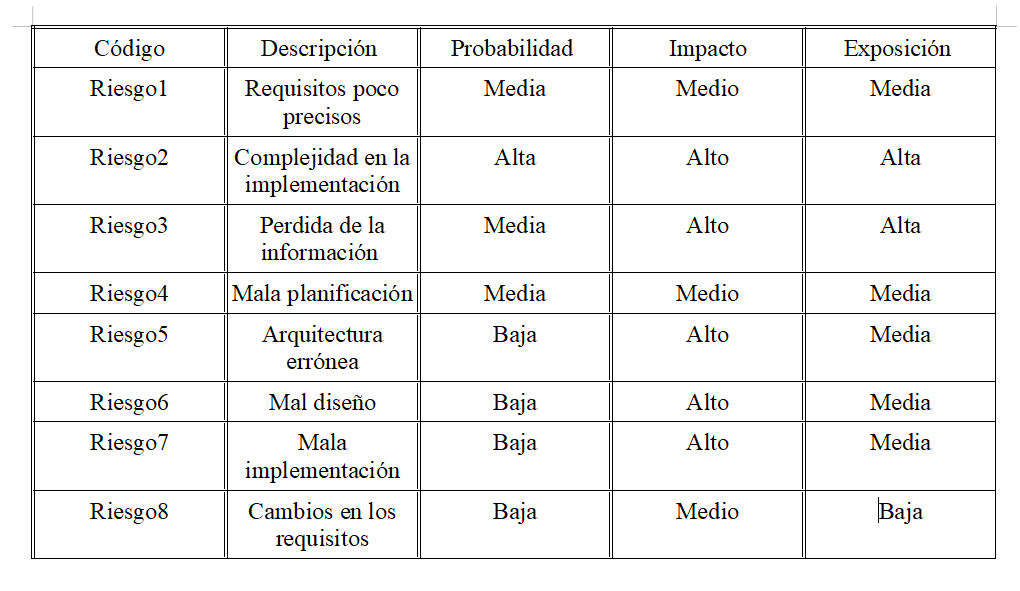 Código Descripción Probabilidad Impacto Exposición
Riesgo1 Requisitos poco Media Medio Media
precisos
Riesgo2 Complejidad en la Alta Alto Alta
implementación
Riesgo3 Perdida de la Media Alto Alta
información
Riesgo4 Mala planificación Media Medio Media
Riesgo5 Arquitectura Baja Alto Media
errónea
Riesgo6 Mal diseño Baja Alto Media
Riesgo7 Mala Baja Alto Media
implementación
Riesgo8 Cambios en los Baja Medio Baja
requisitos